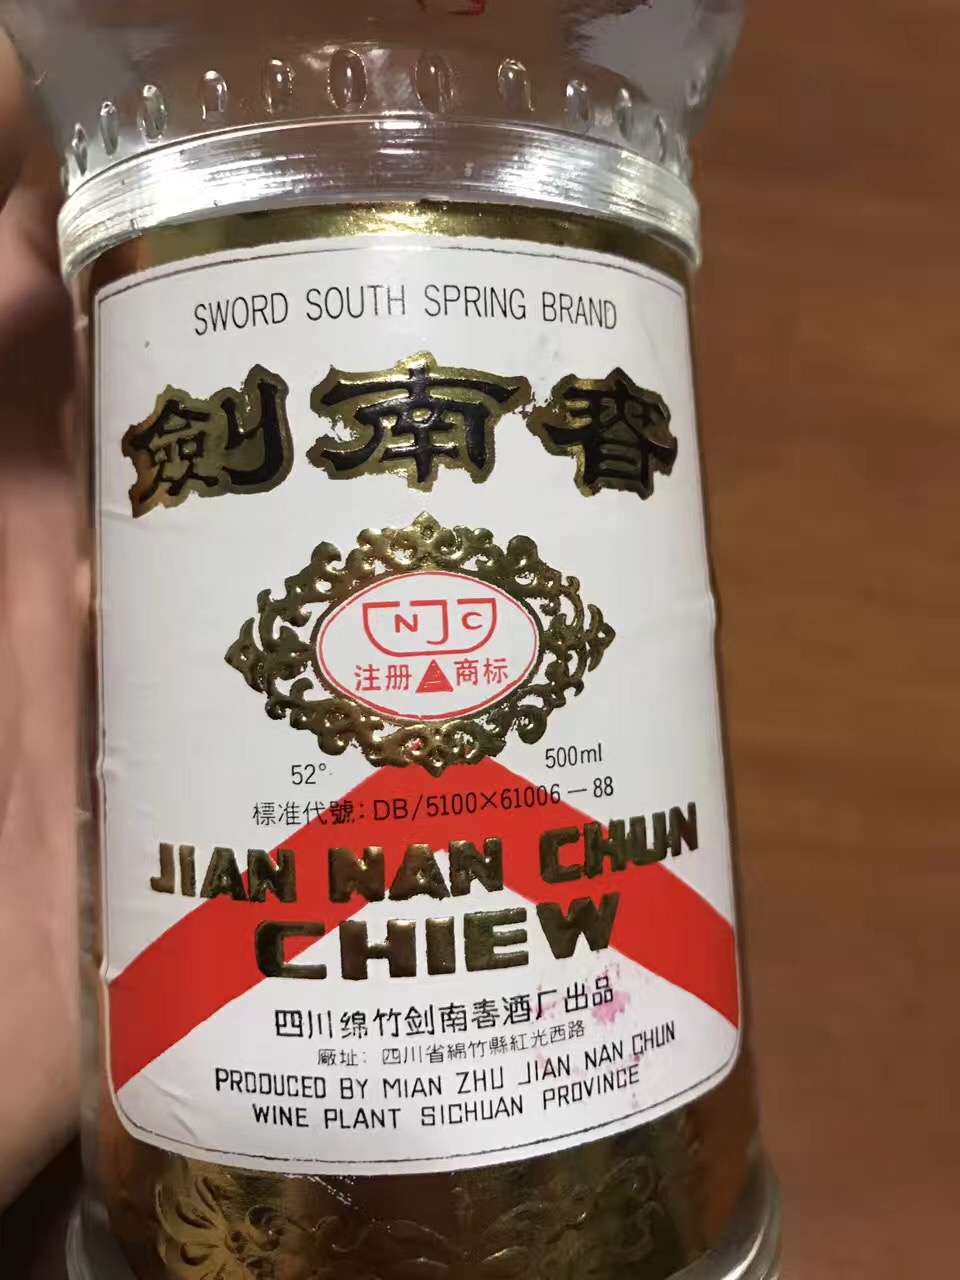 SWORD SOUTH SPRING BRAND
劍南春
NJC
注册商标
52° 500ml
標准代號: DB/5100×61006－88
JIAN NAN CHUN
CHIEW
四川绵竹剑南春酒厂出品
廠址: 四川省綿竹縣紅光西路
PRODUCED BY MIAN ZHU JIAN NAN CHUN
WINE PLANT SICHUAN PROVINCE